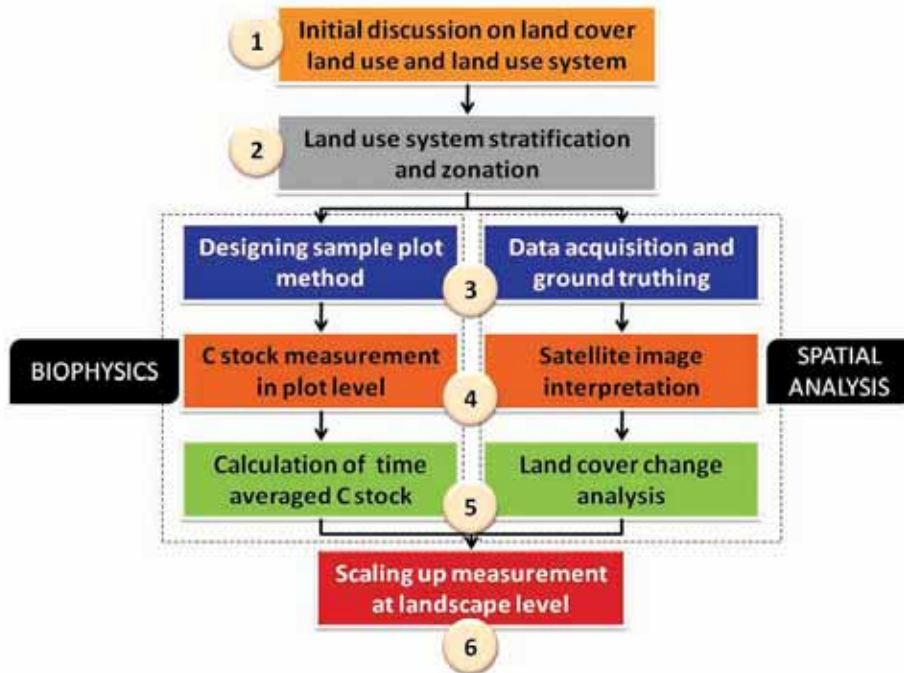 1
Initial discussion on land cover
land use and land use system
2
Land use system stratification
and zonation
Designing sample plot
method
Data acquisition and
ground truthing
3
BIOPHYSICS
C stock measurement
in plot level
Satellite image
interpretation
SPATIAL
ANALYSIS
4
Calculation of time
averaged C stock
Land cover change
analysis
5
Scaling up measurement
at landscape level
6